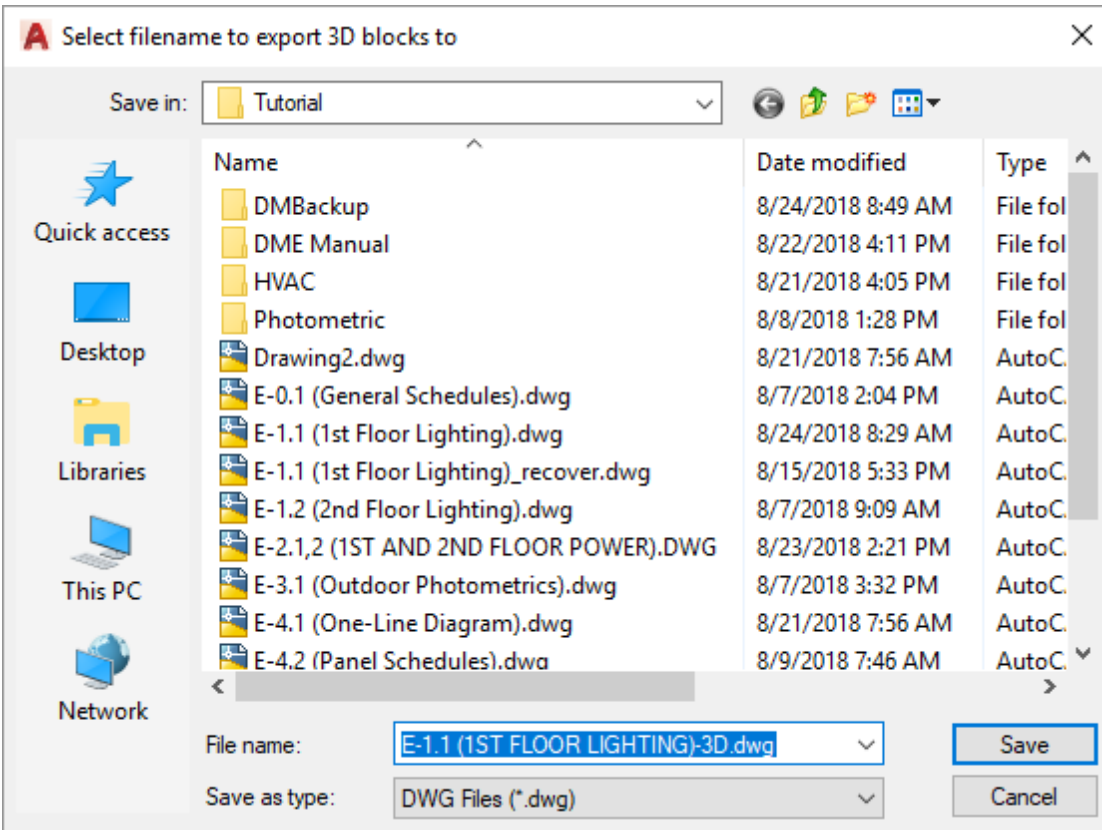 Select filename to export 3D blocks to
Save in: Tutorial
Name Date modified Type
DMBackup 8/24/2018 8:49 AM File fol
DME Manual 8/22/2018 4:11 PM File fol
HVAC 8/21/2018 4:05 PM File fol
Photometric 8/8/2018 1:28 PM File fol
Drawing2.dwg 8/21/2018 7:56 AM AutoC.
E-0.1 (General Schedules).dwg 8/7/2018 2:04 PM AutoC.
E-1.1 (1st Floor Lighting).dwg 8/24/2018 8:29 AM AutoC.
E-1.1 (1st Floor Lighting)_recover.dwg 8/15/2018 5:33 PM AutoC.
E-1.2 (2nd Floor Lighting).dwg 8/7/2018 9:09 AM AutoC.
E-2.1,2 (1ST AND 2ND FLOOR POWER).DWG 8/23/2018 2:21 PM AutoC.
E-3.1 (Outdoor Photometrics).dwg 8/7/2018 3:32 PM AutoC.
E-4.1 (One-Line Diagram).dwg 8/21/2018 7:56 AM AutoC.
E-4.2 (Panel Schedules).dwg 8/9/2018 7:46 AM AutoC.
Quick access
Desktop
Libraries
This PC
Network
File name: E-1.1 (1ST FLOOR LIGHTING)-3D.dwg Save
Save as type: DWG Files (*.dwg) Cancel